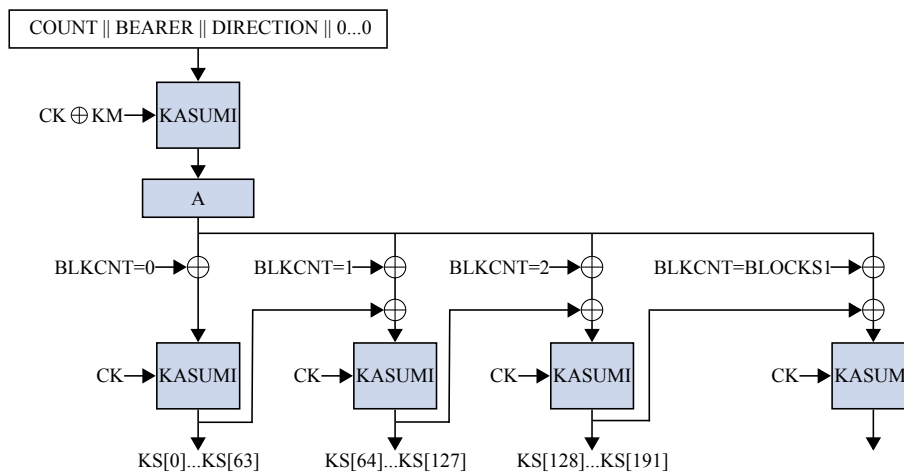 COUNT || BEARER || DIRECTION || 0...0
CK ⊕ KM
KASUMI
A
BLKCNT=0
BLKCNT=1
BLKCNT=2
BLKCNT=BLOCKS1
CK
KASUMI
CK
KASUMI
CK
KASUMI
CK
KASUM
KS[0]...KS[63]
KS[64]...KS[127]
KS[128]...KS[191]